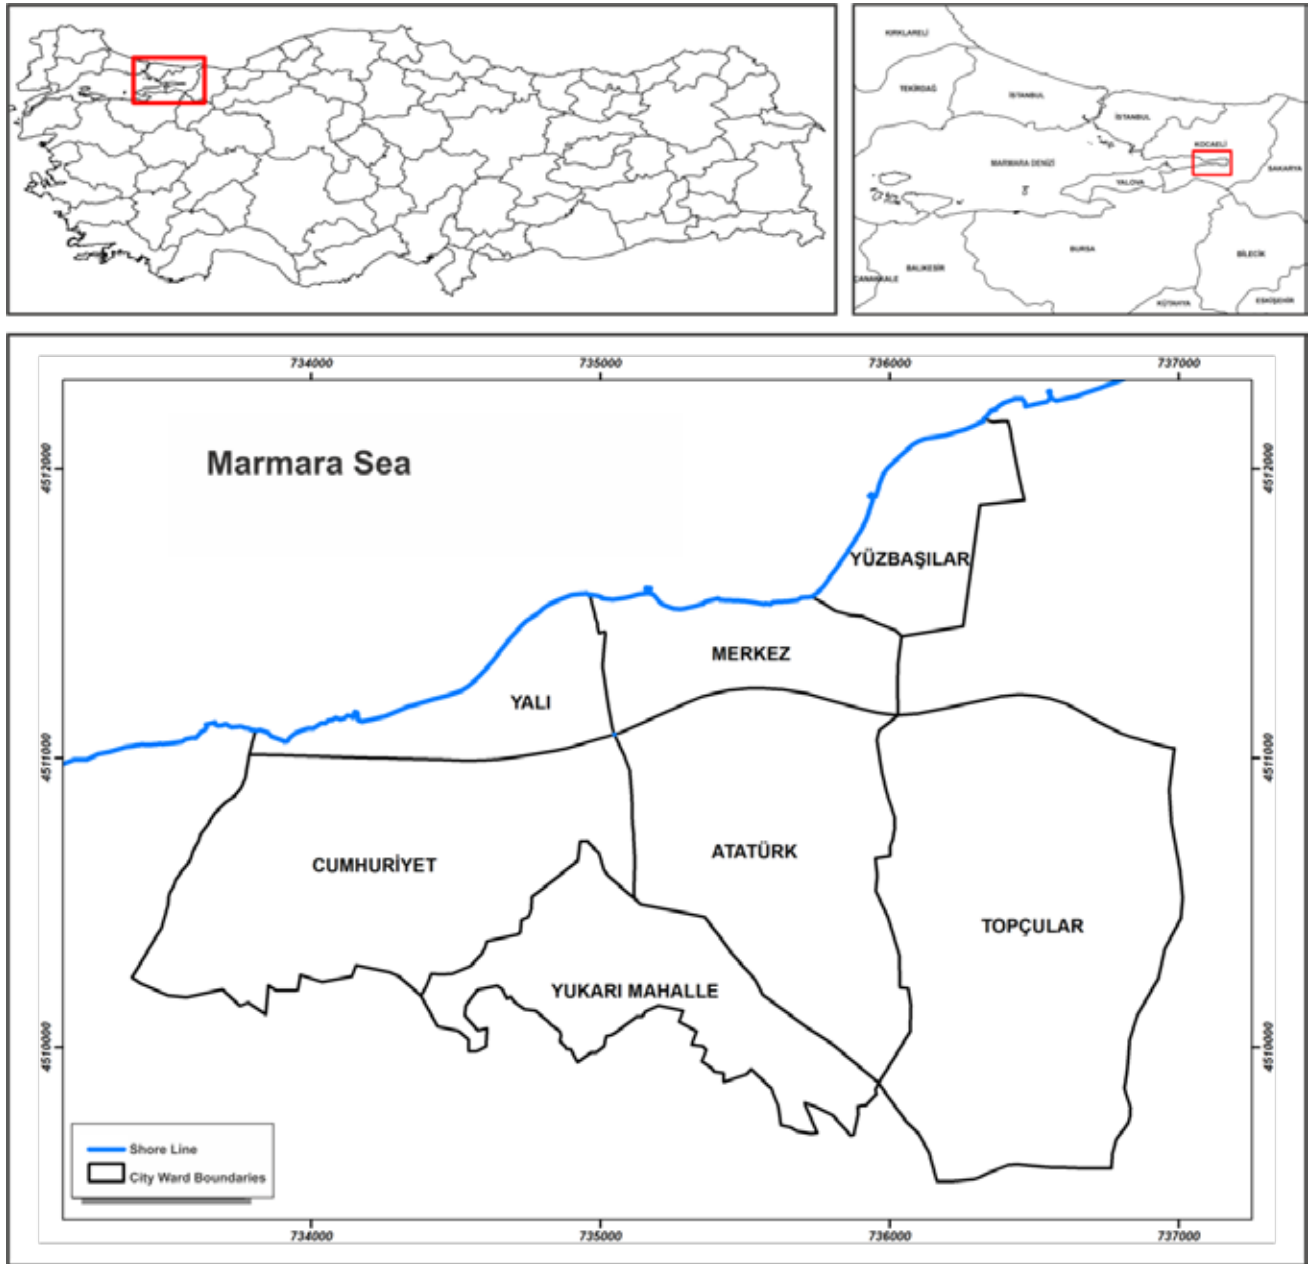 KIRKLARELİ
TEKİRDAĞ
İSTANBUL
İSTANBUL
KOCAELİ
MARMARA DENİZİ
YALOVA
SAKARYA
BURSA
BİLECİK
BALIKESİR
ÇANAKKALE
KÜTAHYA
ESKİŞEHİR
734000
735000
736000
737000
Marmara Sea
4512000
4512000
YÜZBAŞILAR
MERKEZ
YALI
4511000
4511000
ATATÜRK
CUMHURİYET
TOPÇULAR
YUKARI MAHALLE
4510000
4510000
Shore Line
City Ward Boundaries
734000
735000
736000
737000